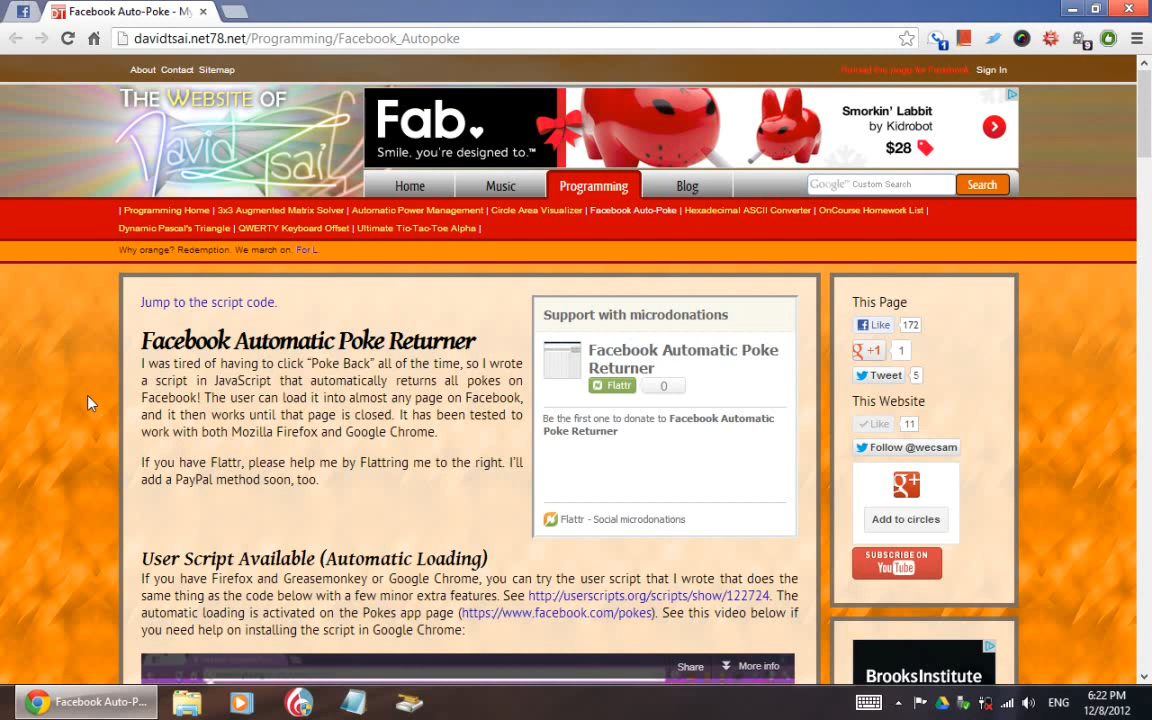 Facebook Auto-Poke - My
davidtsai.net78.net/Programming/Facebook_Autopoke
1
9
About Contact Sitemap
Reload the page for Facebook. Sign In
THE WEBSITE OF
David Tsai
Fab.
Smile, you're designed to.™
Smorkin' Labbit
by Kidrobot
$28
Home
Music
Programming
Blog
Google™ Custom Search
Search
| Programming Home | 3x3 Augmented Matrix Solver | Automatic Power Management | Circle Area Visualizer | Facebook Auto-Poke | Hexadecimal ASCII Converter | OnCourse Homework List |
Dynamic Pascal's Triangle | QWERTY Keyboard Offset | Ultimate Tic-Tac-Toe Alpha |
Why orange? Redemption. We march on. For L
Jump to the script code.
Facebook Automatic Poke Returner
I was tired of having to click “Poke Back” all of the time, so I wrote
a script in JavaScript that automatically returns all pokes on
Facebook! The user can load it into almost any page on Facebook,
and it then works until that page is closed. It has been tested to
work with both Mozilla Firefox and Google Chrome.
If you have Flattr, please help me by Flattring me to the right. I'll
add a PayPal method soon, too.
Support with microdonations
Facebook Automatic Poke
Returner
Flattr 0
Be the first one to donate to Facebook Automatic
Poke Returner
Flattr - Social microdonations
User Script Available (Automatic Loading)
If you have Firefox and Greasemonkey or Google Chrome, you can try the user script that I wrote that does the
same thing as the code below with a few minor extra features. See http://userscripts.org/scripts/show/122724. The
automatic loading is activated on the Pokes app page (https://www.facebook.com/pokes). See this video below if
you need help on installing the script in Google Chrome:
Share More info
This Page
Like 172
g +1 1
Tweet 5
This Website
Like 11
Follow @wecsam
g+
Add to circles
SUBSCRIBE ON
YouTube
BrooksInstitute
Facebook Auto-P...
ENG
6:22 PM
12/8/2012